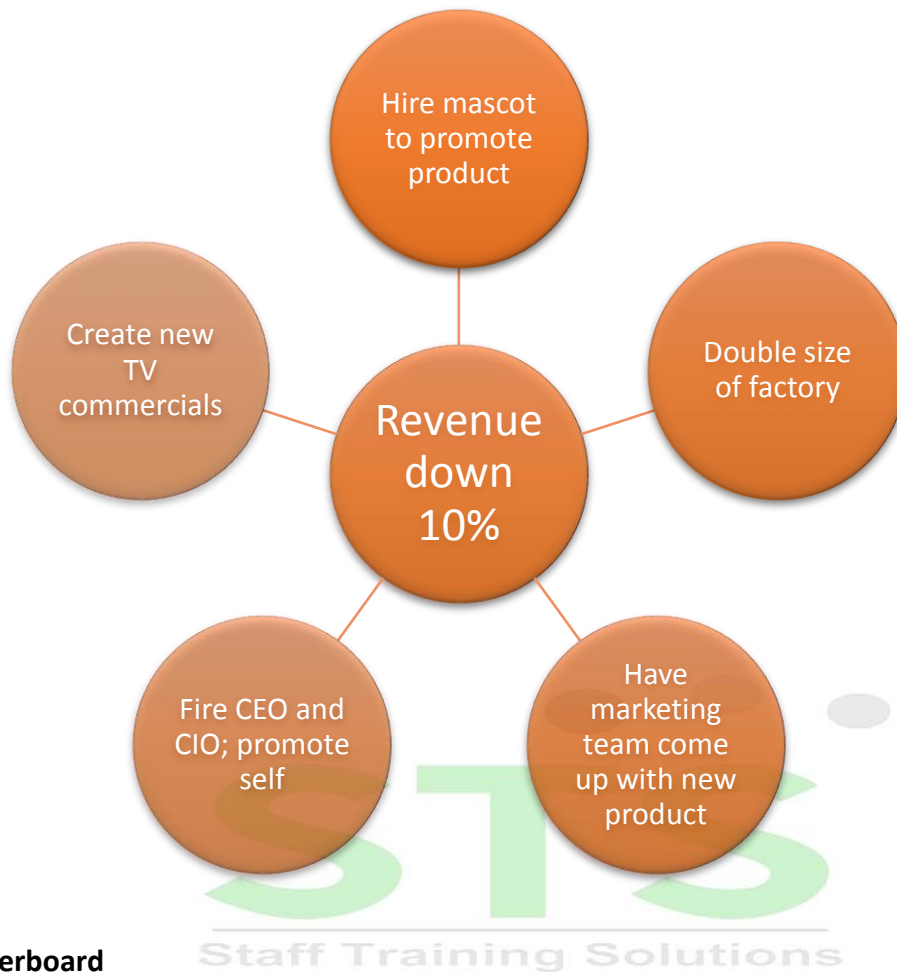 Hire mascot
to promote
product
Create new
TV
commercials
Double size
of factory
Revenue
down
10%
Fire CEO and
CIO; promote
self
Have
marketing
team come
up with new
product
STS
Staff Training Solutions
erboard